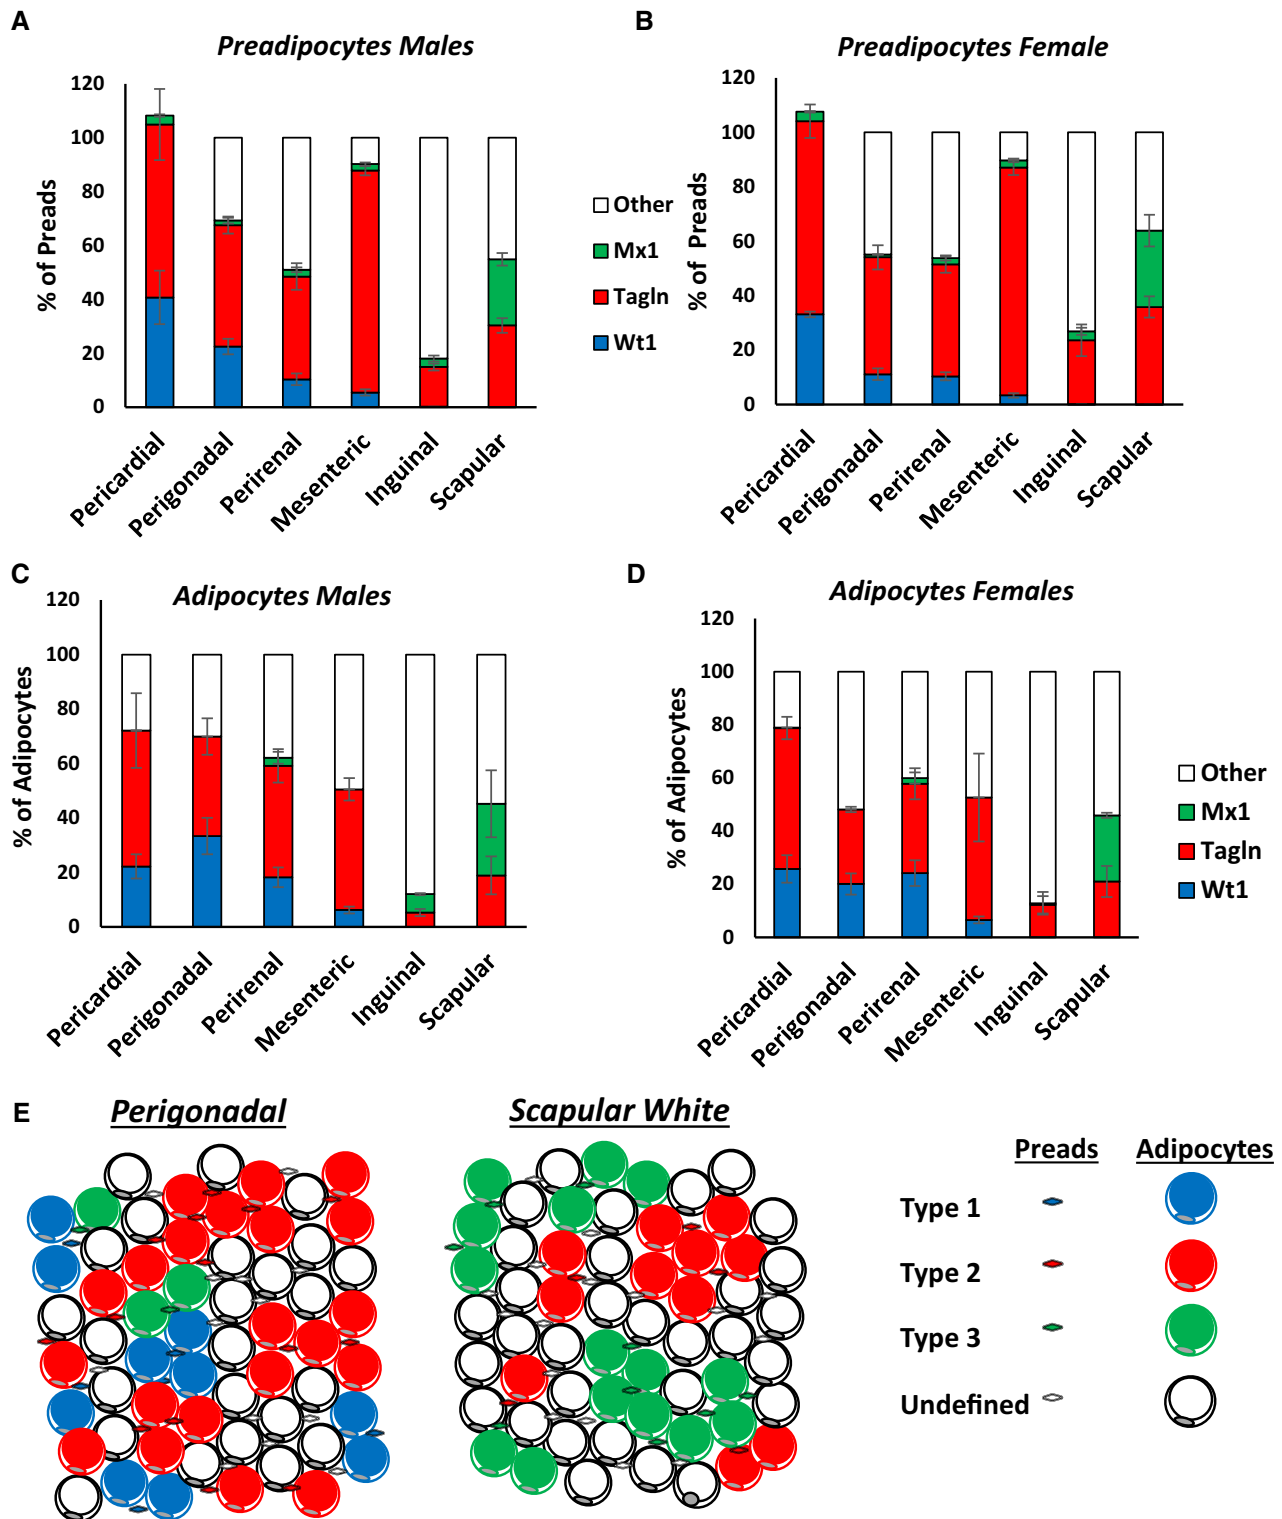 A
Preadipocytes Males
% of Preads
120
100
80
60
40
20
0
Pericardial
Perigonadal
Perirenal
Mesenteric
Inguinal
Scapular
Other
Mx1
Tagln
Wt1
B
Preadipocytes Female
% of Preads
120
100
80
60
40
20
0
Pericardial
Perigonadal
Perirenal
Mesenteric
Inguinal
Scapular
C
Adipocytes Males
% of Adipocytes
120
100
80
60
40
20
0
Pericardial
Perigonadal
Perirenal
Mesenteric
Inguinal
Scapular
D
Adipocytes Females
% of Adipocytes
120
100
80
60
40
20
0
Pericardial
Perigonadal
Perirenal
Mesenteric
Inguinal
Scapular
Other
Mx1
Tagln
Wt1
E
Perigonadal
Scapular White
Preads Adipocytes
Type 1
Type 2
Type 3
Undefined